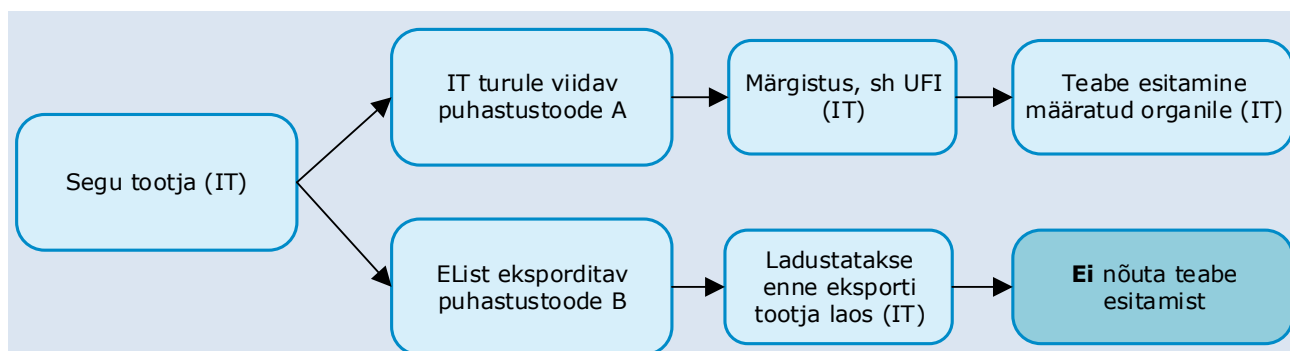 Segu tootja (IT)
IT turule viidav
puhastustoode A
Märgistus, sh UFI
(IT)
Teabe esitamine
määratud organile (IT)
EList eksporditav
puhastustoode B
Ladustatakse
enne eksporti
tootja laos (IT)
Ei nõuta teabe
esitamist